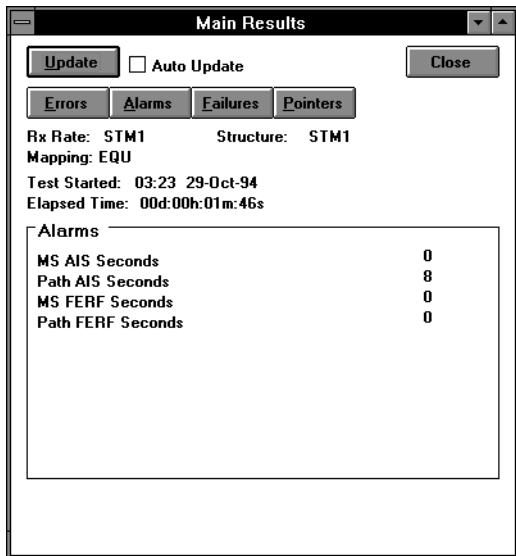 Main Results
Update Auto Update Close
Errors Alarms Failures Pointers
Rx Rate: STM1 Structure: STM1
Mapping: EQU
Test Started: 03:23 29-Oct-94
Elapsed Time: 00d:00h:01m:46s
Alarms
MS AIS Seconds 0
Path AIS Seconds 8
MS FERF Seconds 0
Path FERF Seconds 0